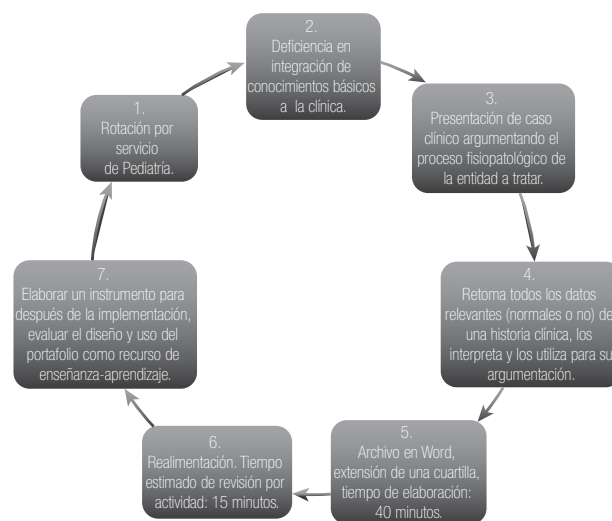 1.
Rotación por
servicio
de Pediatría.
2.
Deficiencia en
integración de
conocimientos básicos
a la clínica.
3.
Presentación de caso
clínico argumentando el
proceso fisiopatológico de
la entidad a tratar.
4.
Retoma todos los datos
relevantes (normales o no) de
una historia clínica, los
interpreta y los utiliza para su
argumentación.
5.
Archivo en Word,
extensión de una cuartilla,
tiempo de elaboración:
40 minutos.
6.
Realimentación. Tiempo
estimado de revisión por
actividad: 15 minutos.
7.
Elaborar un instrumento para
después de la implementación,
evaluar el diseño y uso del
portafolio como recurso de
enseñanza-aprendizaje.